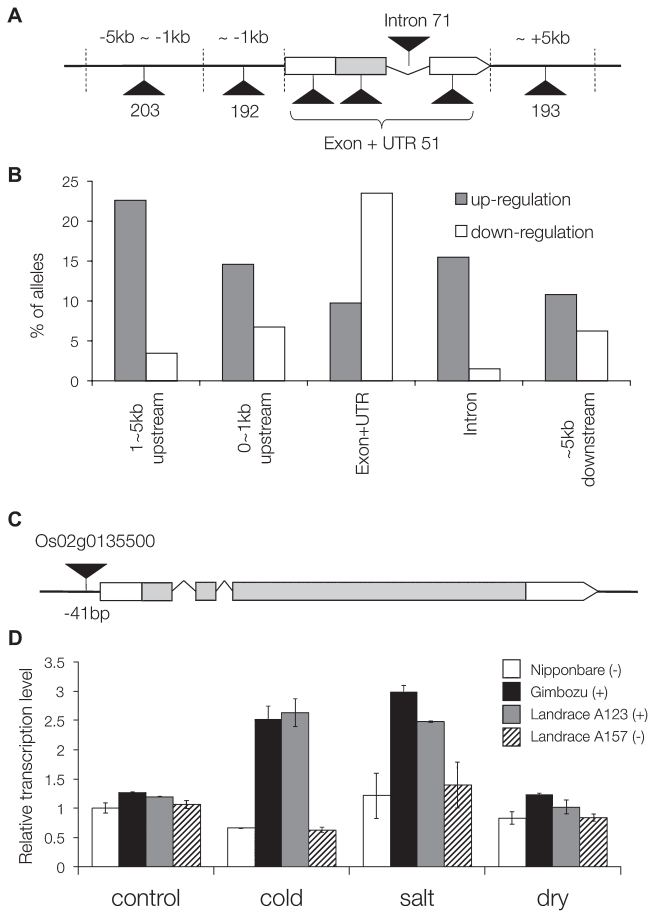 A
-5kb ~ -1kb
~ -1kb
Intron 71
~ +5kb
203
192
Exon + UTR 51
193
B
25
20
15
10
5
0
% of alleles
up-regulation
down-regulation
1~5kb
upstream
0~1kb
upstream
Exon+UTR
Intron
~5kb
downstream
C
Os02g0135500
-41bp
D
3.5
3
2.5
2
1.5
1
0.5
0
Relative transcription level
Nipponbare (-)
Gimbozu (+)
Landrace A123 (+)
Landrace A157 (-)
control
cold
salt
dry